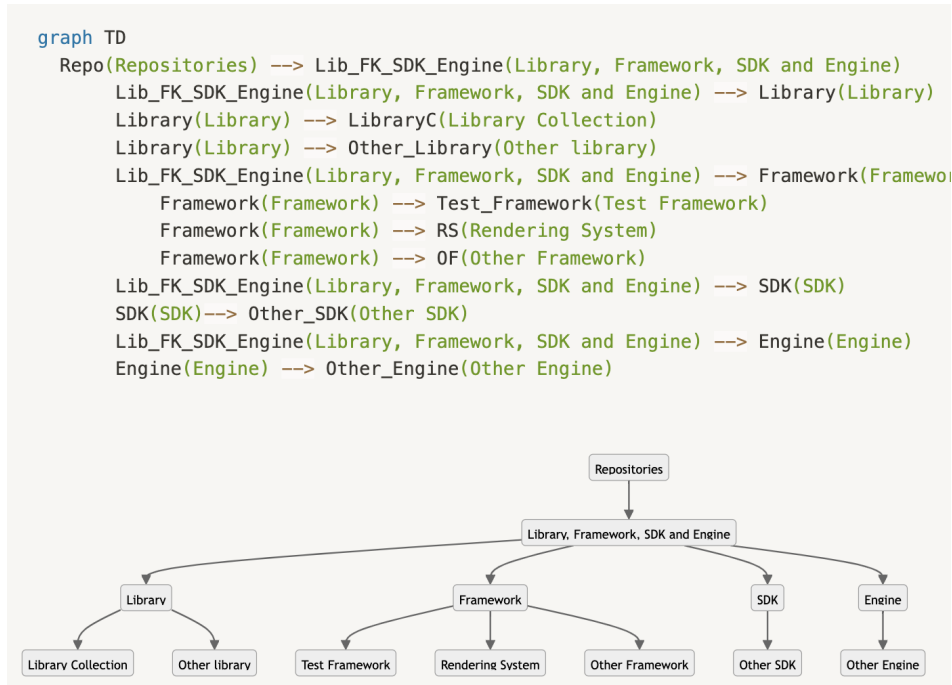 graph TD
Repo(Repositories) --> Lib_FK_SDK_Engine(Library, Framework, SDK and Engine)
Lib_FK_SDK_Engine(Library, Framework, SDK and Engine) --> Library(Library)
Library(Library) --> LibraryC(Library Collection)
Library(Library) --> Other_Library(Other library)
Lib_FK_SDK_Engine(Library, Framework, SDK and Engine) --> Framework(Framewor
Framework(Framework) --> Test_Framework(Test Framework)
Framework(Framework) --> RS(Rendering System)
Framework(Framework) --> OF(Other Framework)
Lib_FK_SDK_Engine(Library, Framework, SDK and Engine) --> SDK(SDK)
SDK(SDK)--> Other_SDK(Other SDK)
Lib_FK_SDK_Engine(Library, Framework, SDK and Engine) --> Engine(Engine)
Engine(Engine) --> Other_Engine(Other Engine)
Repositories
Library, Framework, SDK and Engine
Library Framework SDK Engine
Library Collection Other library Test Framework Rendering System Other Framework Other SDK Other Engine